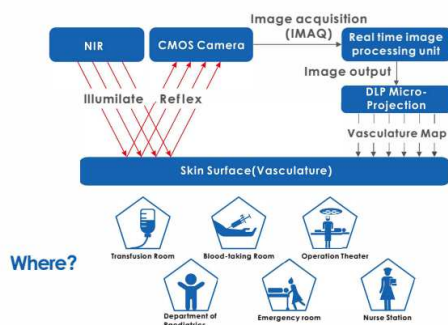 Image acquisition
(IMAQ)
NIR
CMOS Camera
Real time image
processing unit
Image output
Illumilate
Reflex
DLP Micro-
Projection
Vasculature Map
Skin Surface(Vasculature)
Where?
Transfusion Room
Blood-taking Room
Operation Theater
Department of
Emergency room
Nurse Station